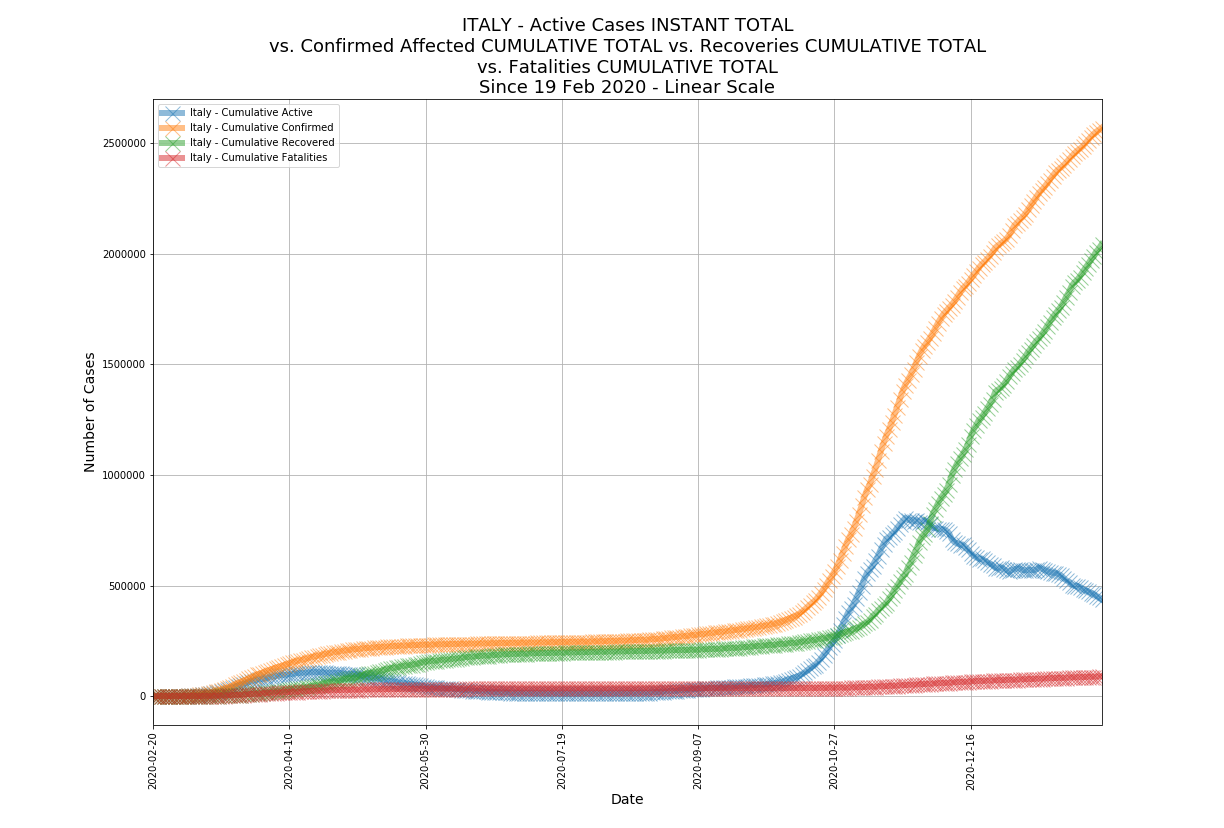 ITALY - Active Cases INSTANT TOTAL
vs. Confirmed Affected CUMULATIVE TOTAL vs. Recoveries CUMULATIVE TOTAL
vs. Fatalities CUMULATIVE TOTAL
Since 19 Feb 2020 - Linear Scale
Italy - Cumulative Active
Italy - Cumulative Confirmed
Italy - Cumulative Recovered
Italy - Cumulative Fatalities
Number of Cases
2500000
2000000
1500000
1000000
500000
0
2020-02-20
2020-04-10
2020-05-30
2020-07-19
2020-09-07
2020-10-27
2020-12-16
Date